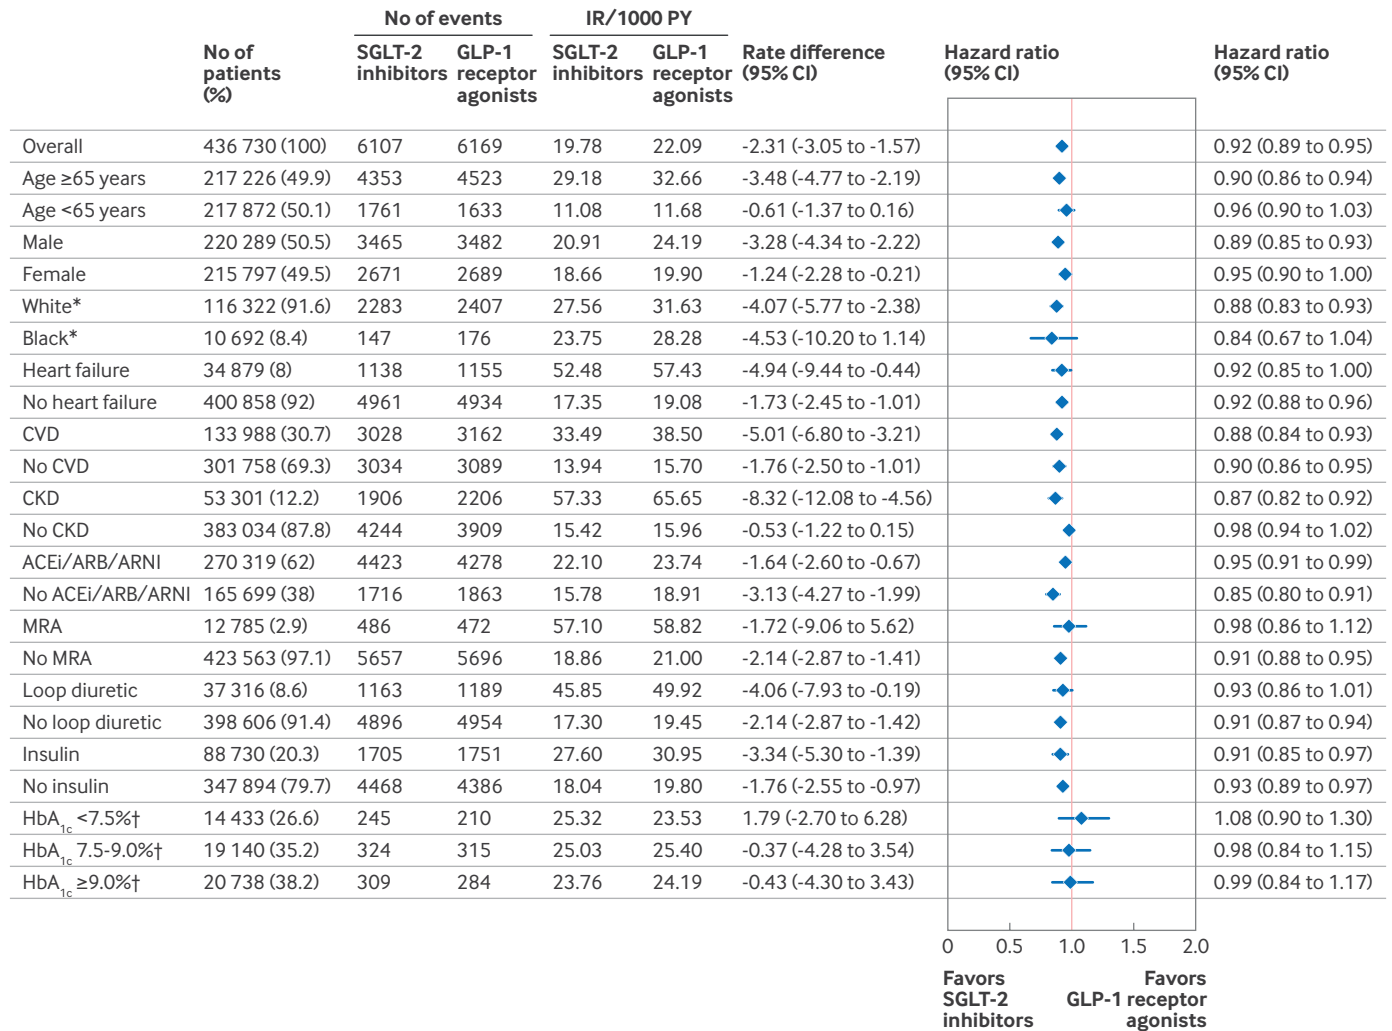 No of events IR/1000 PY
No of patients (%) SGLT-2 inhibitors GLP-1 receptor agonists SGLT-2 inhibitors GLP-1 receptor agonists Rate difference (95% CI) Hazard ratio (95% CI) Hazard ratio (95% CI)
Overall 436 730 (100) 6107 6169 19.78 22.09 -2.31 (-3.05 to -1.57) 0.92 (0.89 to 0.95)
Age ≥65 years 217 226 (49.9) 4353 4523 29.18 32.66 -3.48 (-4.77 to -2.19) 0.90 (0.86 to 0.94)
Age <65 years 217 872 (50.1) 1761 1633 11.08 11.68 -0.61 (-1.37 to 0.16) 0.96 (0.90 to 1.03)
Male 220 289 (50.5) 3465 3482 20.91 24.19 -3.28 (-4.34 to -2.22) 0.89 (0.85 to 0.93)
Female 215 797 (49.5) 2671 2689 18.66 19.90 -1.24 (-2.28 to -0.21) 0.95 (0.90 to 1.00)
White* 116 322 (91.6) 2283 2407 27.56 31.63 -4.07 (-5.77 to -2.38) 0.88 (0.83 to 0.93)
Black* 10 692 (8.4) 147 176 23.75 28.28 -4.53 (-10.20 to 1.14) 0.84 (0.67 to 1.04)
Heart failure 34 879 (8) 1138 1155 52.48 57.43 -4.94 (-9.44 to -0.44) 0.92 (0.85 to 1.00)
No heart failure 400 858 (92) 4961 4934 17.35 19.08 -1.73 (-2.45 to -1.01) 0.92 (0.88 to 0.96)
CVD 133 988 (30.7) 3028 3162 33.49 38.50 -5.01 (-6.80 to -3.21) 0.88 (0.84 to 0.93)
No CVD 301 758 (69.3) 3034 3089 13.94 15.70 -1.76 (-2.50 to -1.01) 0.90 (0.86 to 0.95)
CKD 53 301 (12.2) 1906 2206 57.33 65.65 -8.32 (-12.08 to -4.56) 0.87 (0.82 to 0.92)
No CKD 383 034 (87.8) 4244 3909 15.42 15.96 -0.53 (-1.22 to 0.15) 0.98 (0.94 to 1.02)
ACEi/ARB/ARNI 270 319 (62) 4423 4278 22.10 23.74 -1.64 (-2.60 to -0.67) 0.95 (0.91 to 0.99)
No ACEi/ARB/ARNI 165 699 (38) 1716 1863 15.78 18.91 -3.13 (-4.27 to -1.99) 0.85 (0.80 to 0.91)
MRA 12 785 (2.9) 486 472 57.10 58.82 -1.72 (-9.06 to 5.62) 0.98 (0.86 to 1.12)
No MRA 423 563 (97.1) 5657 5696 18.86 21.00 -2.14 (-2.87 to -1.41) 0.91 (0.88 to 0.95)
Loop diuretic 37 316 (8.6) 1163 1189 45.85 49.92 -4.06 (-7.93 to -0.19) 0.93 (0.86 to 1.01)
No loop diuretic 398 606 (91.4) 4896 4954 17.30 19.45 -2.14 (-2.87 to -1.42) 0.91 (0.87 to 0.94)
Insulin 88 730 (20.3) 1705 1751 27.60 30.95 -3.34 (-5.30 to -1.39) 0.91 (0.85 to 0.97)
No insulin 347 894 (79.7) 4468 4386 18.04 19.80 -1.76 (-2.55 to -0.97) 0.93 (0.89 to 0.97)
HbA1c <7.5%† 14 433 (26.6) 245 210 25.32 23.53 1.79 (-2.70 to 6.28) 1.08 (0.90 to 1.30)
HbA1c 7.5-9.0%† 19 140 (35.2) 324 315 25.03 25.40 -0.37 (-4.28 to 3.54) 0.98 (0.84 to 1.15)
HbA1c ≥9.0%† 20 738 (38.2) 309 284 23.76 24.19 -0.43 (-4.30 to 3.43) 0.99 (0.84 to 1.17)
0 0.5 1.0 1.5 2.0
Favors SGLT-2 inhibitors Favors GLP-1 receptor agonists